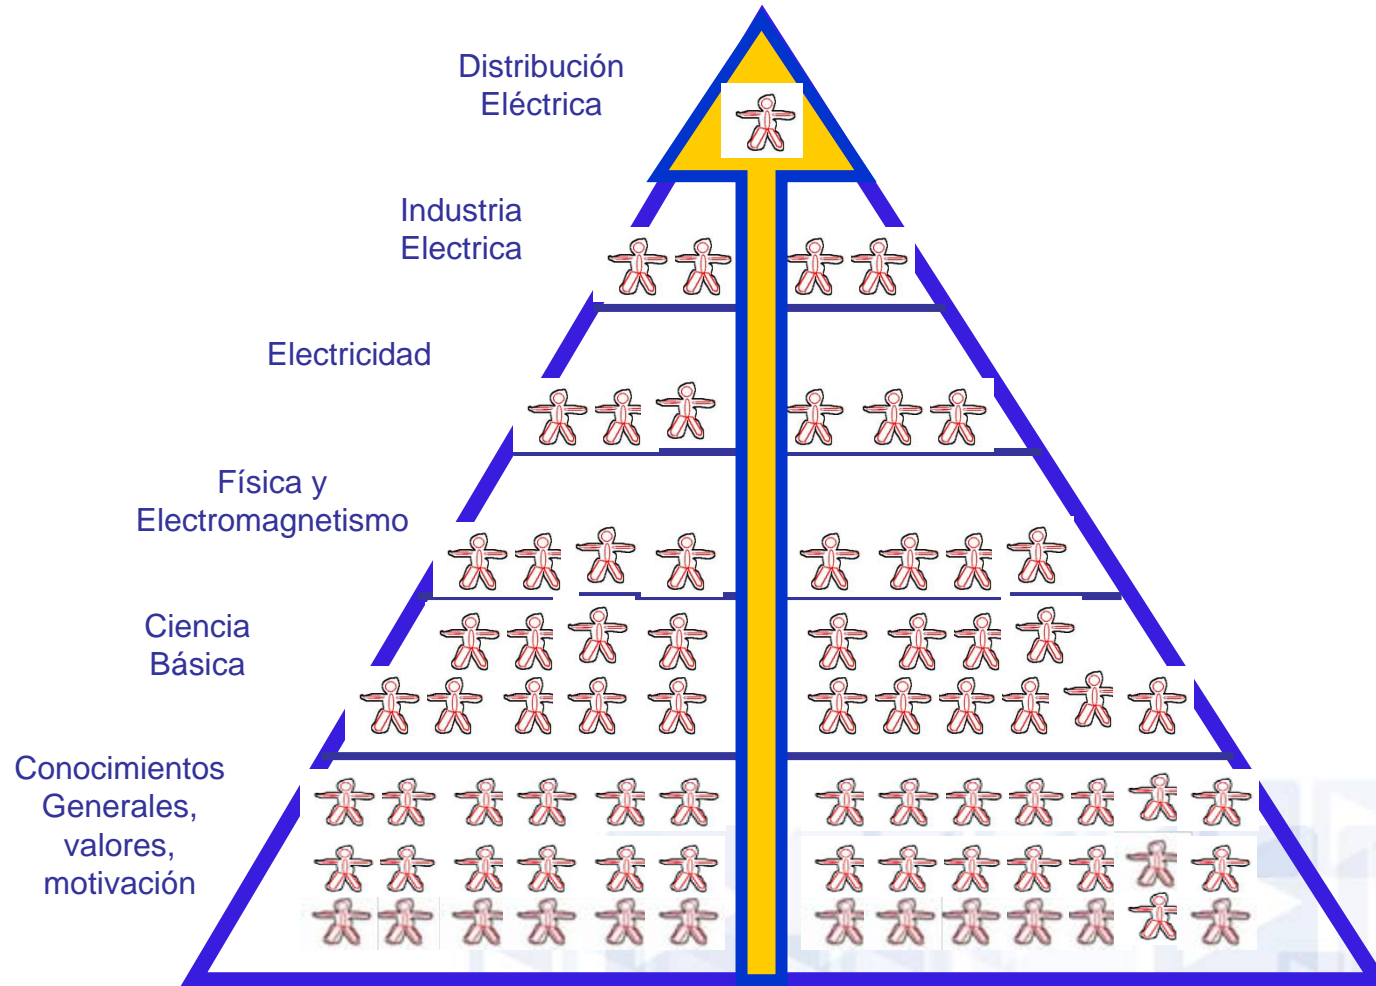 Distribución
Eléctrica
Industria
Electrica
Electricidad
Física y
Electromagnetismo
Ciencia
Básica
Conocimientos
Generales,
valores,
motivación